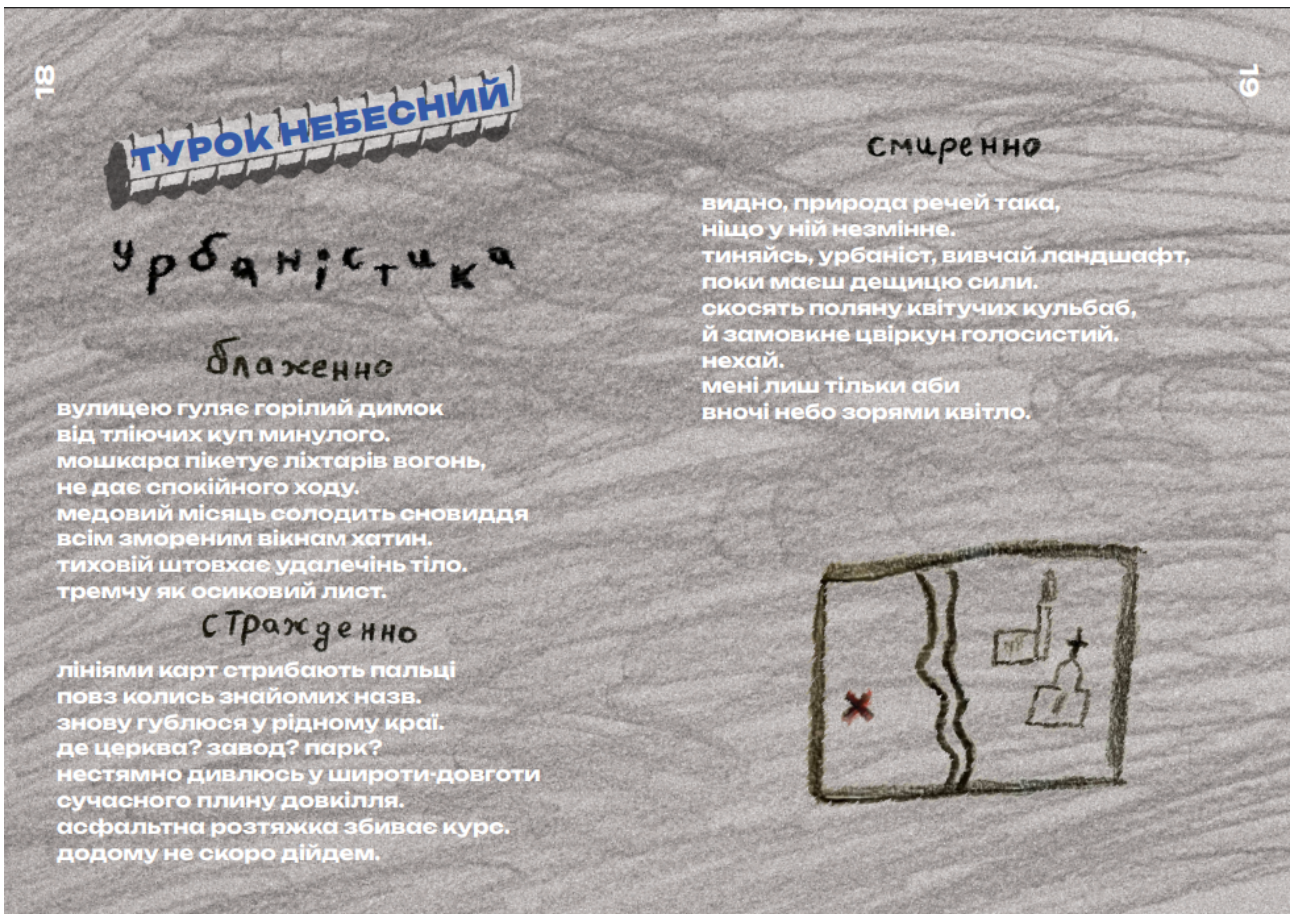 18
ТУРОК НЕБЕСНИЙ
урбаністика
блаженно
вулицею гуляє горілий димок
від тліючих куп минулого.
мошкара пікетує ліхтарів вогонь,
не дає спокійного ходу.
медовий місяць солодить сновиддя
всім змореним вікнам хатин.
тиховій штовхає удалечінь тіло.
тремчу як осиковий лист.
стражденно
лініями карт стрибають пальці
повз колись знайомих назв.
знову гублюся у рідному краї.
де церква? завод? парк?
нестямно дивлюсь у широти-довготи
сучасного плину довкілля.
асфальтна розтяжка збиває курс.
додому не скоро дійдем.
19
смиренно
видно, природа речей така,
ніщо у ній незмінне.
тиняйсь, урбаніст, вивчай ландшафт,
поки маєш дещицю сили.
скосять поляну квітучих кульбаб,
й замовкне цвіркун голосистий.
нехай.
мені лиш тільки аби
вночі небо зорями квітло.